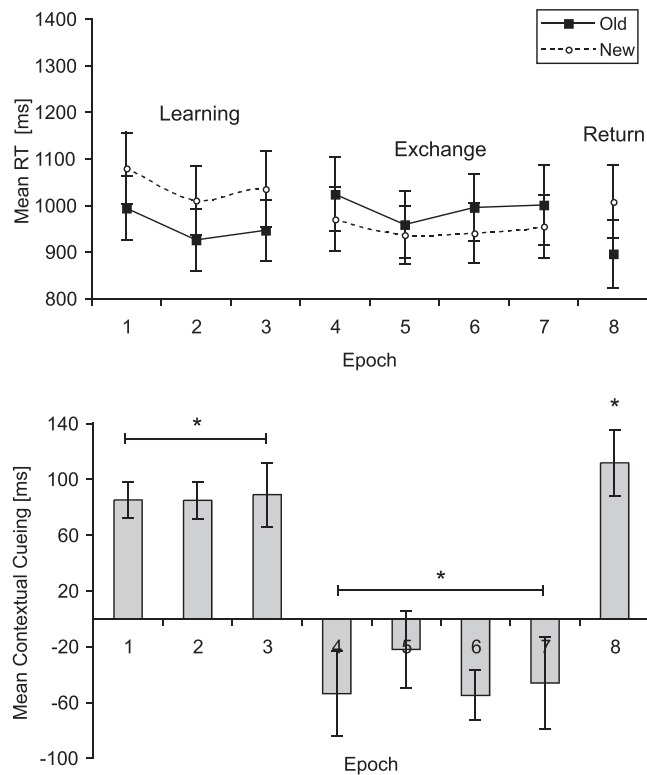 1400
1300
1200
1100
1000
900
800
Mean RT [ms]
Old
New
Learning
Exchange
Return
1 2 3 4 5 6 7 8
Epoch
140
100
60
20
-20
-60
-100
Mean Contextual Cueing [ms]
*
*
*
1 2 3 4 5 6 7 8
Epoch